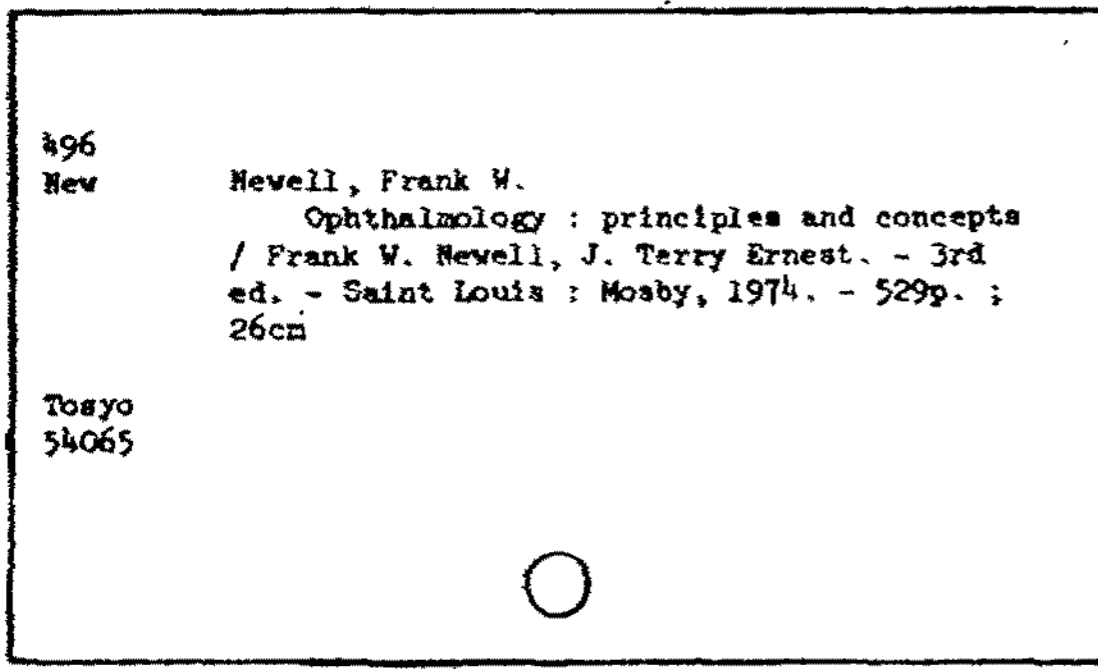 496
New Newell, Frank W.
Ophthalmology : principles and concepts
/ Frank W. Newell, J. Terry Ernest. - 3rd
ed. - Saint Louis : Mosby, 1974. - 529p. ;
26cm
Tosyo
54065